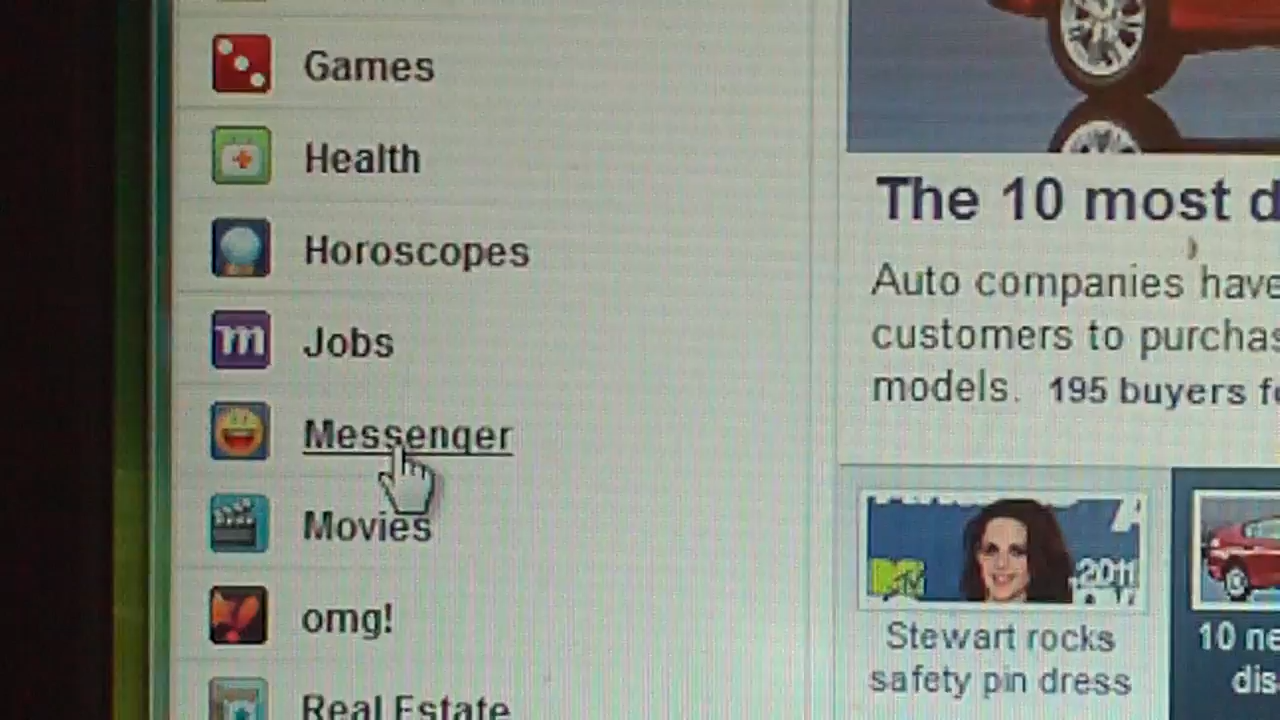 Games
Health
Horoscopes
m
Jobs
Messenger
Movies
omg!
Real Estate
The 10 most d
Auto companies have
customers to purchas
models. 195 buyers fo
MTV
2011
Stewart rocks
safety pin dress
10 ne
dis